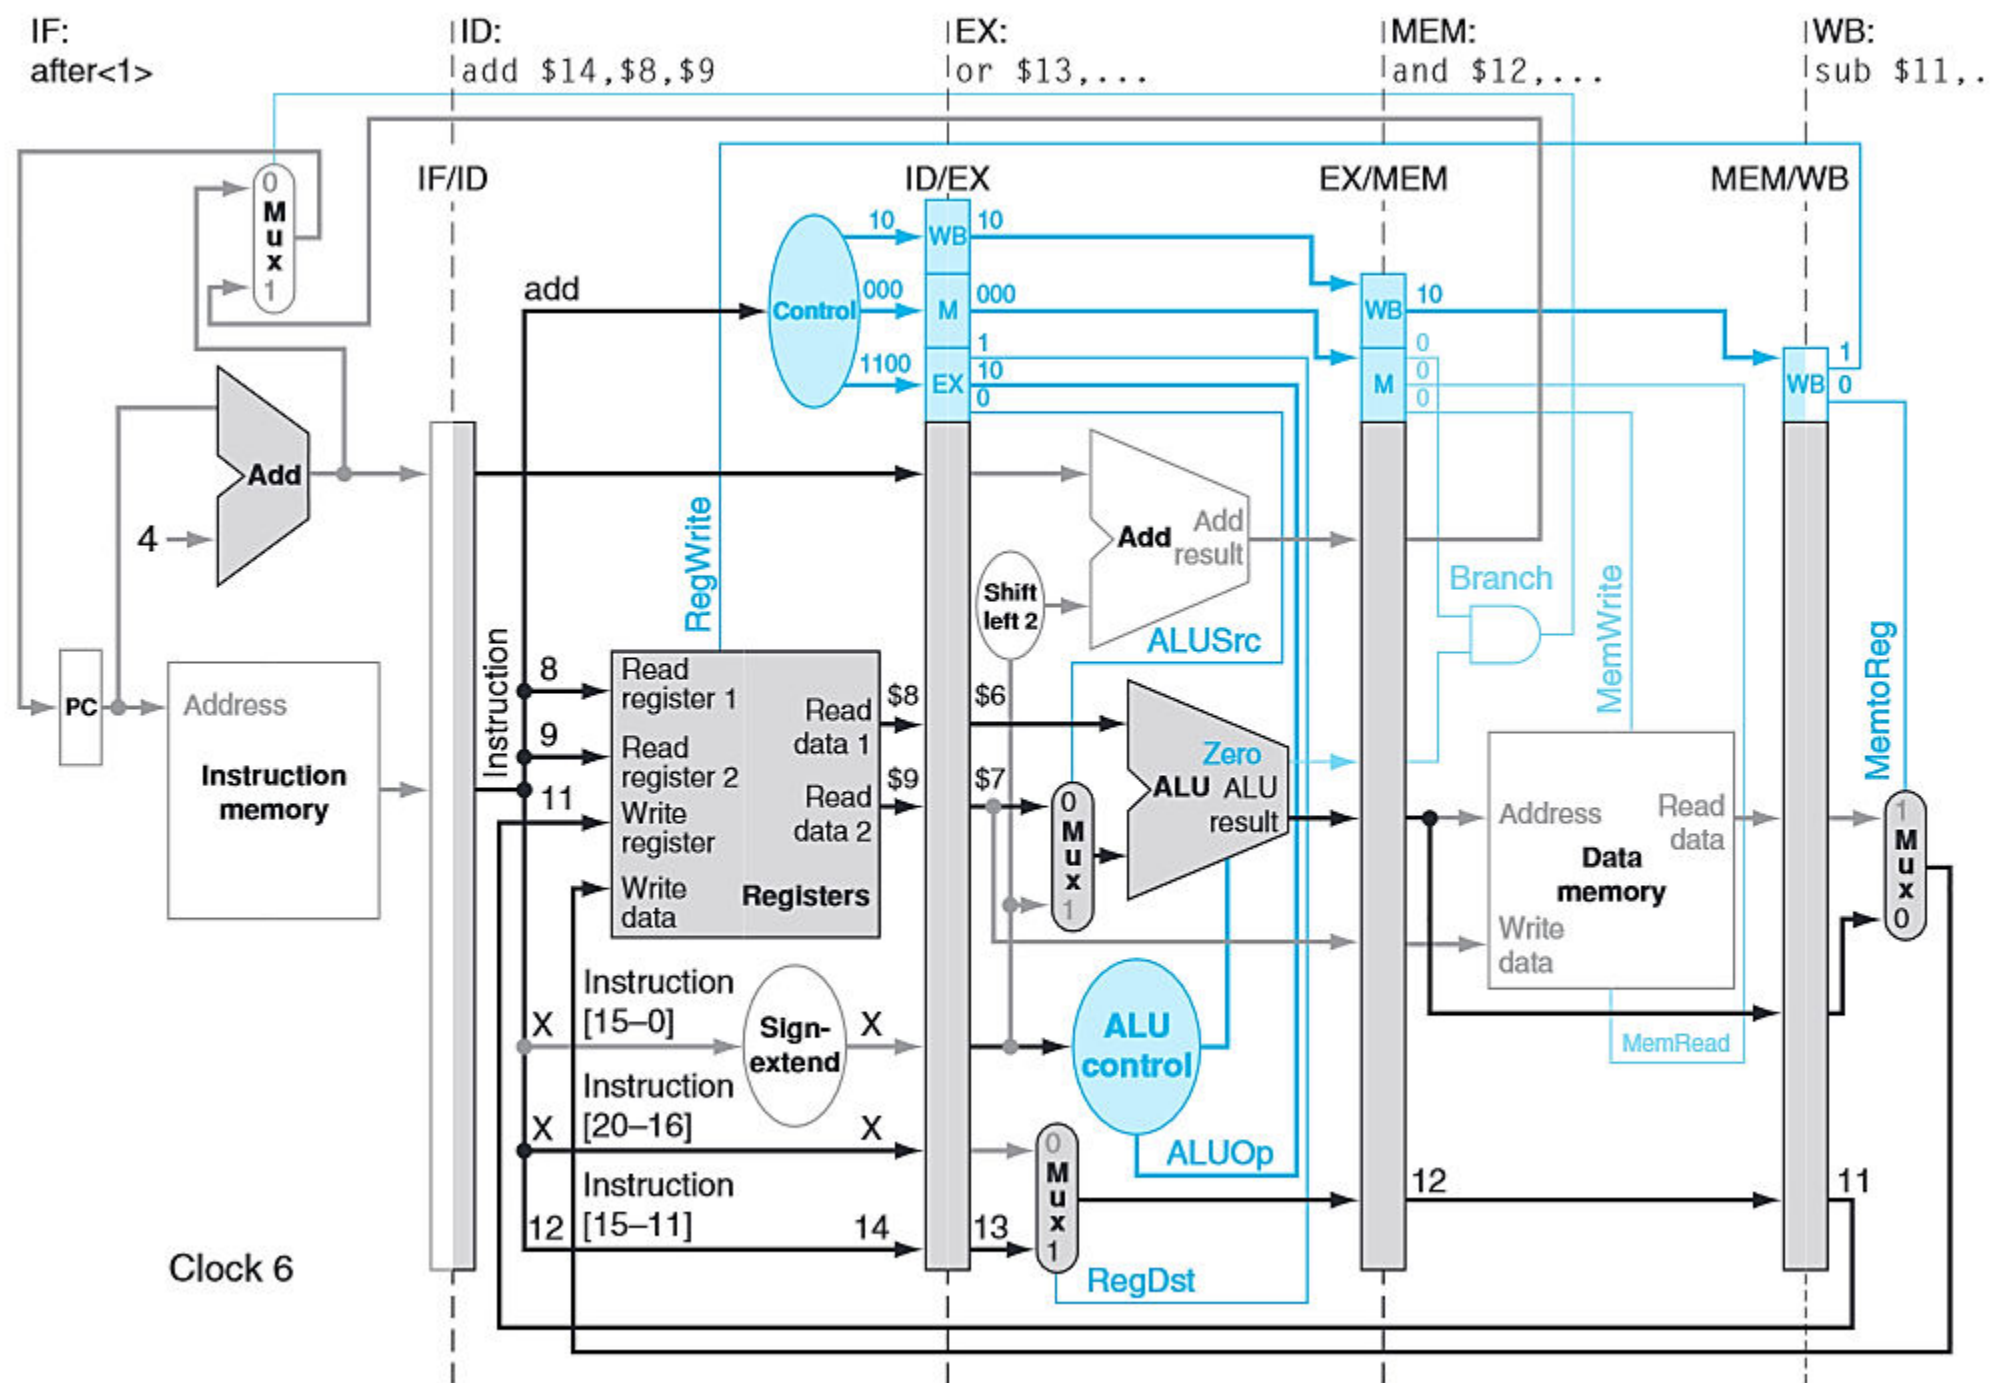 IF:
after<1>
ID:
add $14,$8,$9
EX:
or $13,...
MEM:
and $12,...
WB:
sub $11,.
IF/ID
ID/EX
EX/MEM
MEM/WB
0
M
u
x
1
add
Control
10
000
1100
WB
M
EX
10
000
1
10
0
WB
M
10
0
0
0
WB
1
0
Add
4
RegWrite
Add
Add
result
Shift
left 2
ALUSrc
Branch
MemWrite
MemtoReg
PC
Address
Instruction
memory
Instruction
8
9
11
Read
register 1
Read
register 2
Write
register
Write
data
Read
data 1
Read
data 2
Registers
$8
$9
$6
$7
0
M
u
x
1
Zero
ALU
ALU
result
Address
Read
data
Data
memory
Write
data
MemRead
1
M
u
x
0
Instruction
[15–0]
X
Sign-
extend
X
ALU
control
Instruction
[20–16]
X
X
Instruction
[15–11]
12
14
13
0
M
u
x
1
ALUOp
RegDst
12
11
Clock 6